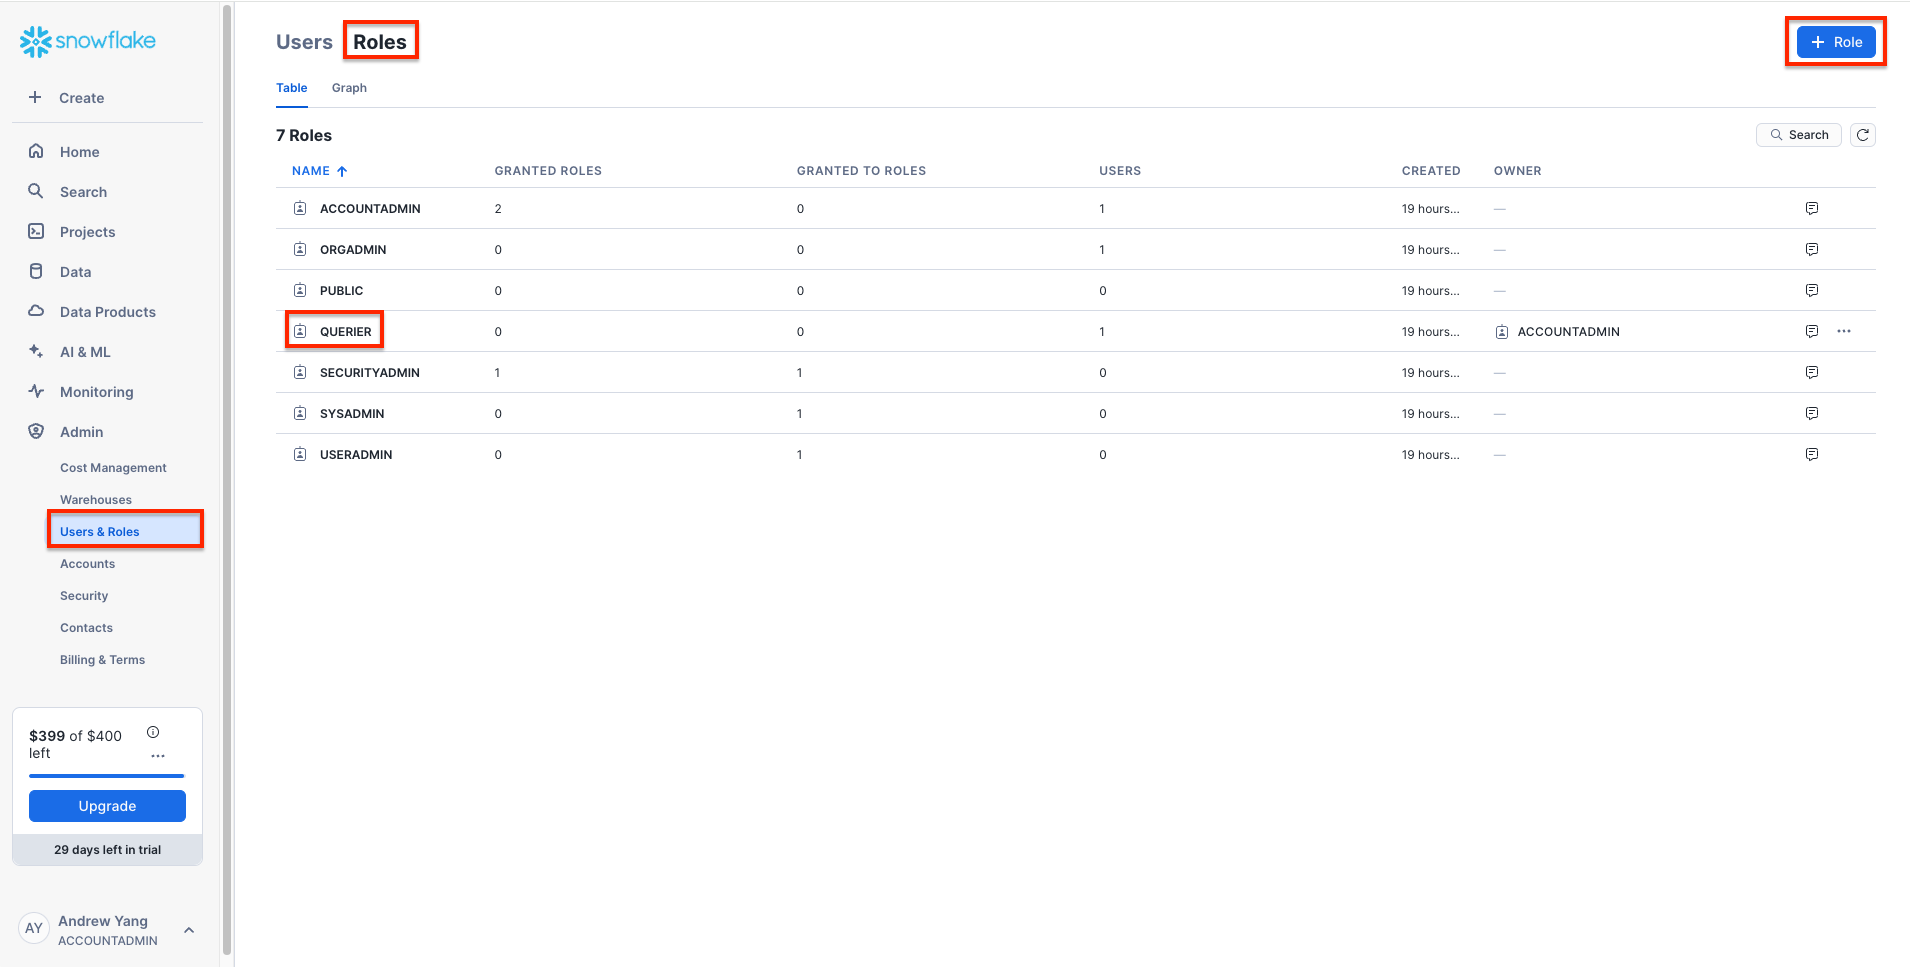 snowflake
Create
Home
Search
Projects
Data
Data Products
AI & ML
Monitoring
Admin
Cost Management
Warehouses
Users & Roles
Accounts
Security
Contacts
Billing & Terms
$399 of $400
left
Upgrade
29 days left in trial
AY Andrew Yang
ACCOUNTADMIN
Users Roles
+ Role
Table Graph
7 Roles
Search
NAME GRANTED ROLES GRANTED TO ROLES USERS CREATED OWNER
ACCOUNTADMIN 2 0 1 19 hours... —
ORGADMIN 0 0 1 19 hours... —
PUBLIC 0 0 0 19 hours... —
QUERIER 0 0 1 19 hours... ACCOUNTADMIN
SECURITYADMIN 1 1 0 19 hours... —
SYSADMIN 0 1 0 19 hours... —
USERADMIN 0 1 0 19 hours... —